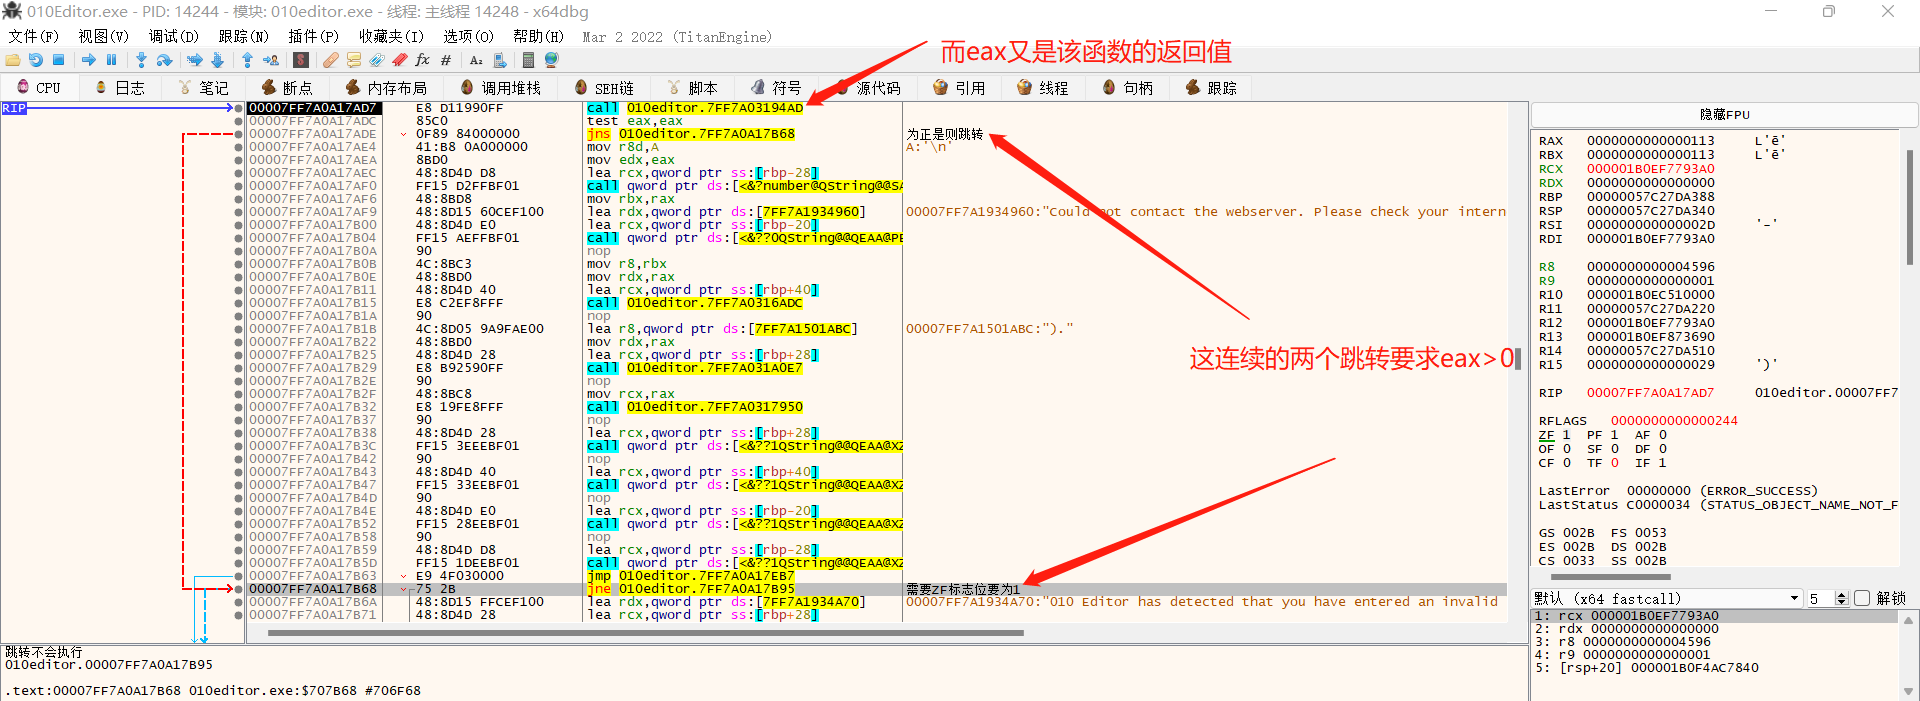 010Editor.exe - PID: 14244 - 模块: 010editor.exe - 线程: 主线程 14248 - x64dbg
文件(F) 视图(V) 调试(D) 跟踪(N) 插件(P) 收藏夹(I) 选项(O) 帮助(H) Mar 2 2022 (TitanEngine)
而eax又是该函数的返回值
CPU 日志 笔记 断点 内存布局 调用堆栈 SEH链 脚本 符号 源代码 引用 线程 句柄 跟踪
RIP
00007FF7A0A17AD7 E8 D11990FF call 010editor.7FF7A03194AD
00007FF7A0A17ADC 85C0 test eax,eax
00007FF7A0A17ADE 0F89 84000000 jns 010editor.7FF7A0A17B68 为正是则跳转
00007FF7A0A17AE4 41:B8 0A000000 mov r8d,A A:'\n'
00007FF7A0A17AEA 8BD0 mov edx,eax
00007FF7A0A17AEC 48:8D4D D8 lea rcx,qword ptr ss:[rbp-28]
00007FF7A0A17AF0 FF15 D2FFBF01 call qword ptr ds:[<&?number@QString@@SA
00007FF7A0A17AF6 48:8BD8 mov rbx,rax
00007FF7A0A17AF9 48:8D15 60CEF100 lea rdx,qword ptr ds:[7FF7A1934960] 00007FF7A1934960:"Could not contact the webserver. Please check your intern
00007FF7A0A17B00 48:8D4D E0 lea rcx,qword ptr ss:[rbp-20]
00007FF7A0A17B04 FF15 AEFFBF01 call qword ptr ds:[<&??0QString@@QEAA@PE
00007FF7A0A17B0A 90 nop
00007FF7A0A17B0B 4C:8BC3 mov r8,rbx
00007FF7A0A17B0E 48:8BD0 mov rdx,rax
00007FF7A0A17B11 48:8D4D 40 lea rcx,qword ptr ss:[rbp+40]
00007FF7A0A17B15 E8 C2EF8FFF call 010editor.7FF7A0316ADC
00007FF7A0A17B1A 90 nop
00007FF7A0A17B1B 4C:8D05 9A9FAE00 lea r8,qword ptr ds:[7FF7A1501ABC] 00007FF7A1501ABC:")."
00007FF7A0A17B22 48:8BD0 mov rdx,rax
00007FF7A0A17B25 48:8D4D 28 lea rcx,qword ptr ss:[rbp+28]
00007FF7A0A17B29 E8 B92590FF call 010editor.7FF7A031A0E7
00007FF7A0A17B2E 90 nop
00007FF7A0A17B2F 48:8BC8 mov rcx,rax
00007FF7A0A17B32 E8 19FE8FFF call 010editor.7FF7A0317950
00007FF7A0A17B37 90 nop
00007FF7A0A17B38 48:8D4D 28 lea rcx,qword ptr ss:[rbp+28]
00007FF7A0A17B3C FF15 3EEEBF01 call qword ptr ds:[<&??1QString@@QEAA@XZ
00007FF7A0A17B42 90 nop
00007FF7A0A17B43 48:8D4D 40 lea rcx,qword ptr ss:[rbp+40]
00007FF7A0A17B47 FF15 33EEBF01 call qword ptr ds:[<&??1QString@@QEAA@XZ
00007FF7A0A17B4D 90 nop
00007FF7A0A17B4E 48:8D4D E0 lea rcx,qword ptr ss:[rbp-20]
00007FF7A0A17B52 FF15 28EEBF01 call qword ptr ds:[<&??1QString@@QEAA@XZ
00007FF7A0A17B58 90 nop
00007FF7A0A17B59 48:8D4D D8 lea rcx,qword ptr ss:[rbp-28]
00007FF7A0A17B5D FF15 1DEEBF01 call qword ptr ds:[<&??1QString@@QEAA@XZ
00007FF7A0A17B63 E9 4F030000 jmp 010editor.7FF7A0A17EB7
00007FF7A0A17B68 75 2B jne 010editor.7FF7A0A17B95 需要ZF标志位要为1
00007FF7A0A17B6A 48:8D15 FFCEF100 lea rdx,qword ptr ds:[7FF7A1934A70] 00007FF7A1934A70:"010 Editor has detected that you have entered an invalid
00007FF7A0A17B71 48:8D4D 28 lea rcx,qword ptr ss:[rbp+28]
这连续的两个跳转要求eax>0
隐藏FPU
RAX 0000000000000113 L'ē'
RBX 0000000000000113 L'ē'
RCX 000001B0EF7793A0
RDX 0000000000000000
RBP 00000057C27DA388
RSP 00000057C27DA340
RSI 000000000000002D '-'
RDI 000001B0EF7793A0
R8 0000000000004596
R9 0000000000000001
R10 000001B0EC510000
R11 00000057C27DA220
R12 000001B0EF7793A0
R13 000001B0EF873690
R14 00000057C27DA510
R15 0000000000000029 ')'
RIP 00007FF7A0A17AD7 010editor.00007FF7
RFLAGS 0000000000000244
ZF 1 PF 1 AF 0
OF 0 SF 0 DF 0
CF 0 TF 0 IF 1
LastError 00000000 (ERROR_SUCCESS)
LastStatus C0000034 (STATUS_OBJECT_NAME_NOT_F
GS 002B FS 0053
ES 002B DS 002B
CS 0033 SS 002B
默认 (x64 fastcall) 5 解锁
1: rcx 000001B0EF7793A0
2: rdx 0000000000000000
3: r8 0000000000004596
4: r9 0000000000000001
5: [rsp+20] 000001B0F4AC7840
跳转不会执行
010editor.00007FF7A0A17B95
.text:00007FF7A0A17B68 010editor.exe:$707B68 #706F68